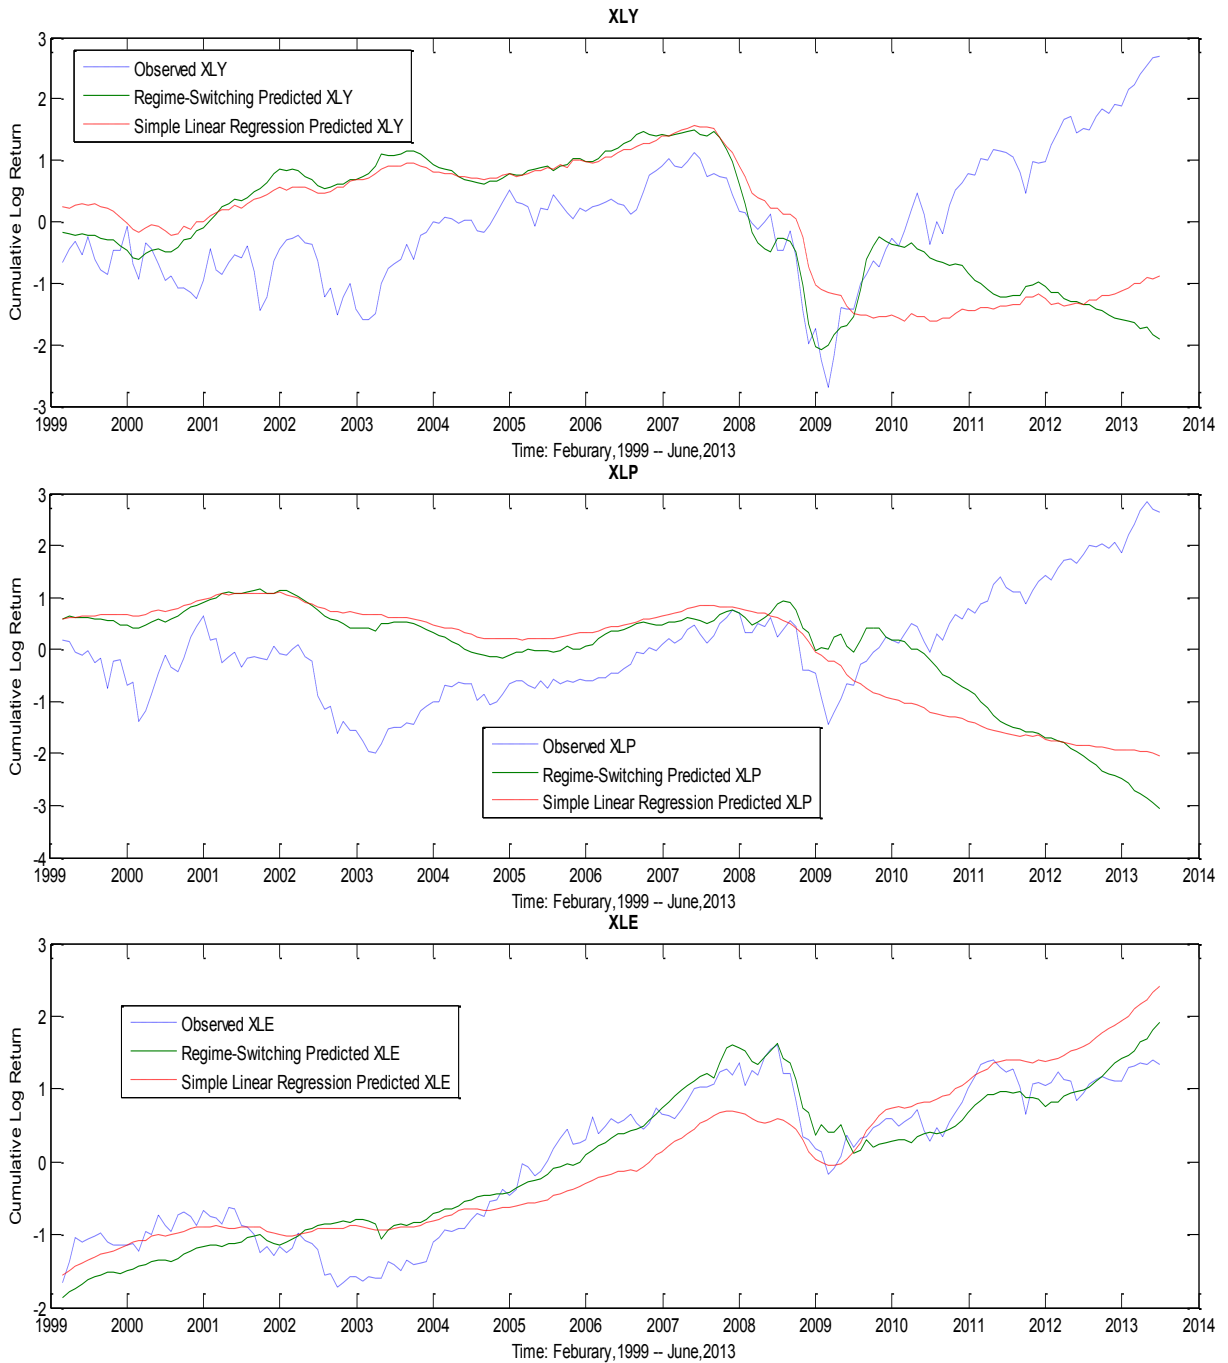 XLY
3
2
1
0
-1
-2
-3
Cumulative Log Return
Observed XLY
Regime-Switching Predicted XLY
Simple Linear Regression Predicted XLY
1999 2000 2001 2002 2003 2004 2005 2006 2007 2008 2009 2010 2011 2012 2013 2014
Time: Feburary,1999 -- June,2013
XLP
3
2
1
0
-1
-2
-3
-4
Cumulative Log Return
Observed XLP
Regime-Switching Predicted XLP
Simple Linear Regression Predicted XLP
1999 2000 2001 2002 2003 2004 2005 2006 2007 2008 2009 2010 2011 2012 2013 2014
Time: Feburary,1999 -- June,2013
XLE
3
2
1
0
-1
-2
Cumulative Log Return
Observed XLE
Regime-Switching Predicted XLE
Simple Linear Regression Predicted XLE
1999 2000 2001 2002 2003 2004 2005 2006 2007 2008 2009 2010 2011 2012 2013 2014
Time: Feburary,1999 -- June,2013